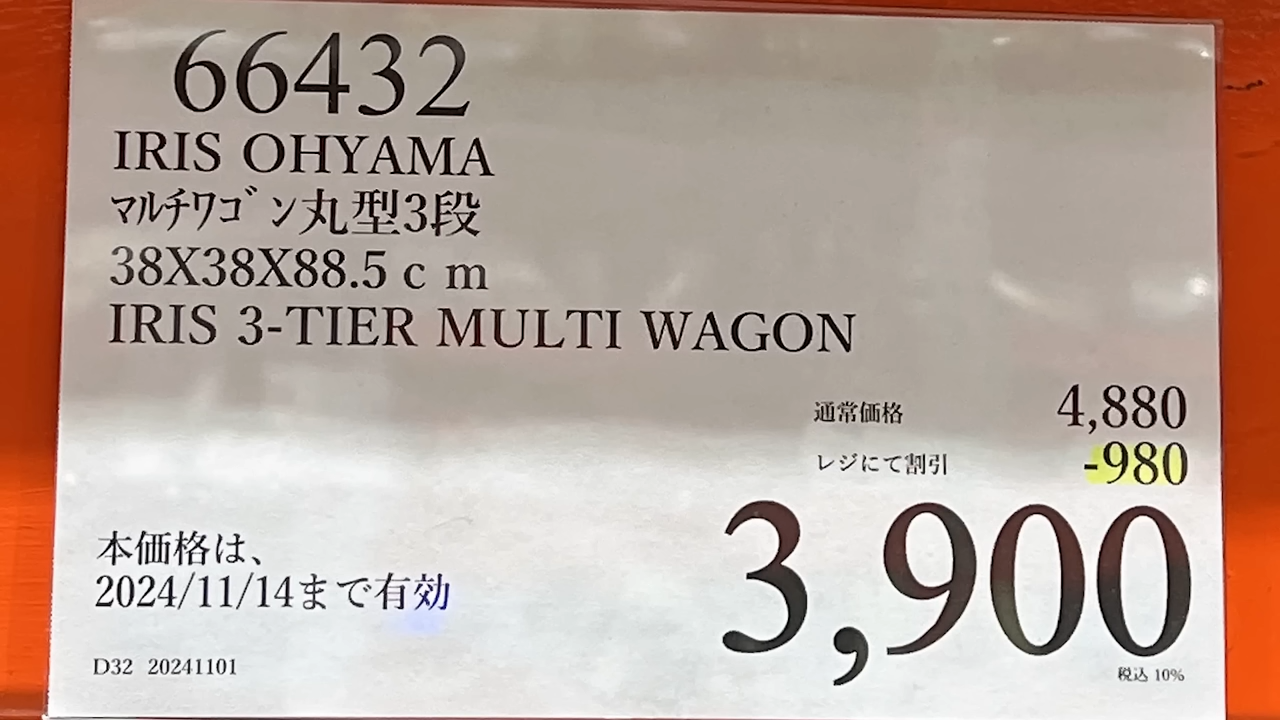 66432
IRIS OHYAMA
ﾏﾙﾁﾜｺﾞﾝ丸型3段
38X38X88.5ｃｍ
IRIS 3-TIER MULTI WAGON
通常価格 4,880
レジにて割引 -980
3,900
本価格は、
2024/11/14まで有効
D32 20241101
税込 10%